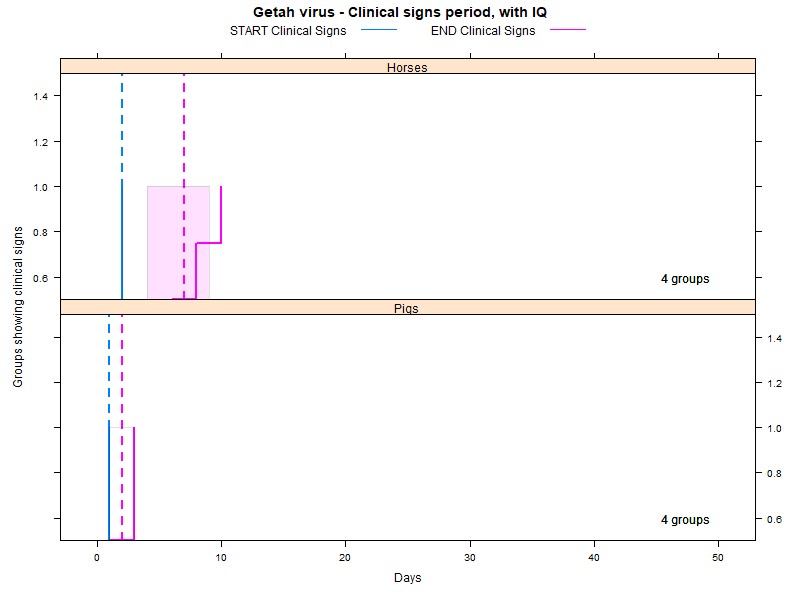 Getah virus - Clinical signs period, with IQ
START Clinical Signs END Clinical Signs
Horses
1.4
1.2
1.0
0.8
0.6
4 groups
Groups showing clinical signs
Pigs
1.4
1.2
1.0
0.8
0.6
4 groups
0 10 20 30 40 50
Days